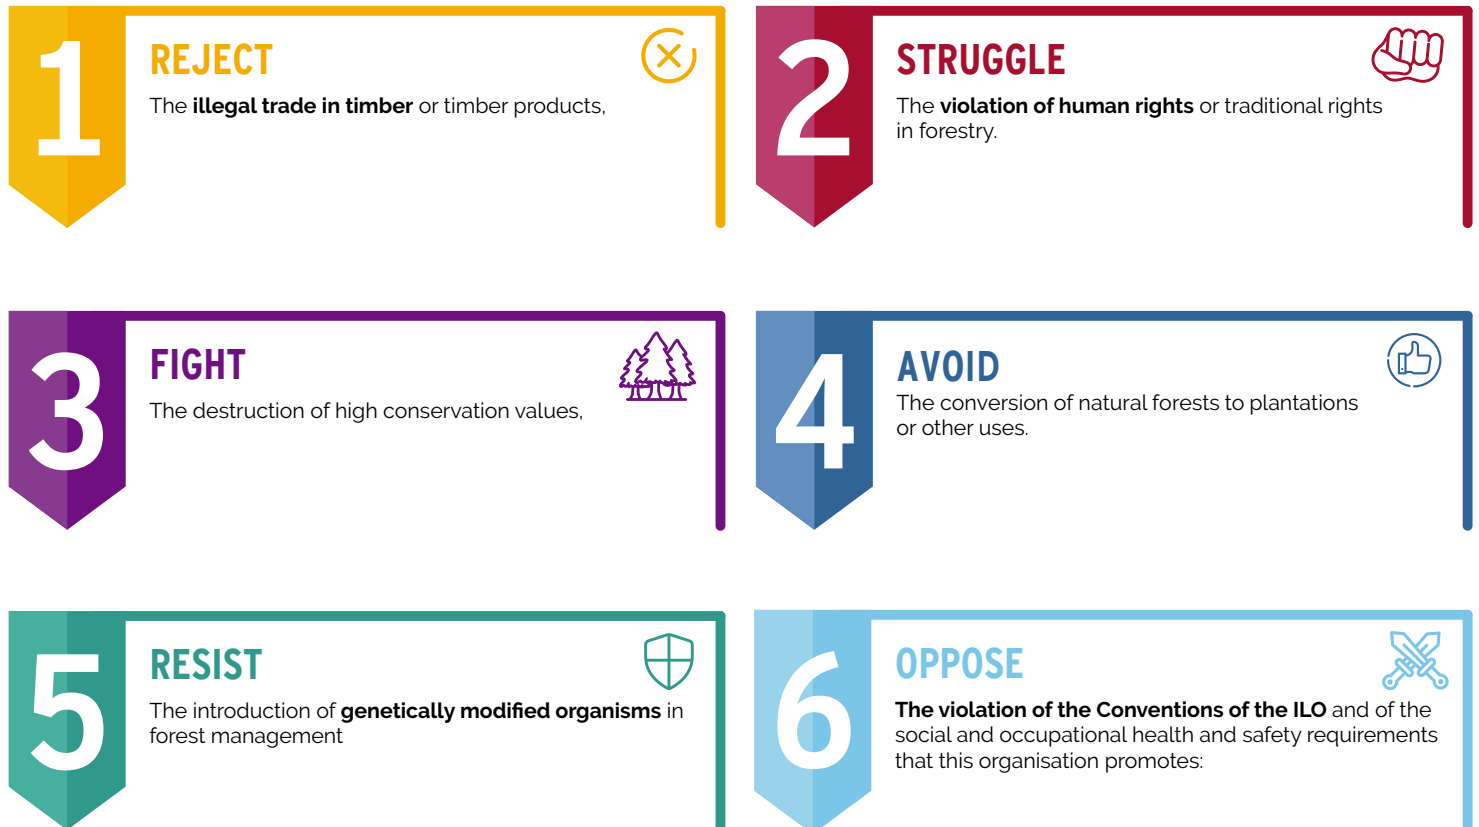 1
REJECT
The illegal trade in timber or timber products,
2
STRUGGLE
The violation of human rights or traditional rights
in forestry.
3
FIGHT
The destruction of high conservation values,
4
AVOID
The conversion of natural forests to plantations
or other uses.
5
RESIST
The introduction of genetically modified organisms in
forest management
6
OPPOSE
The violation of the Conventions of the ILO and of the
social and occupational health and safety requirements
that this organisation promotes: